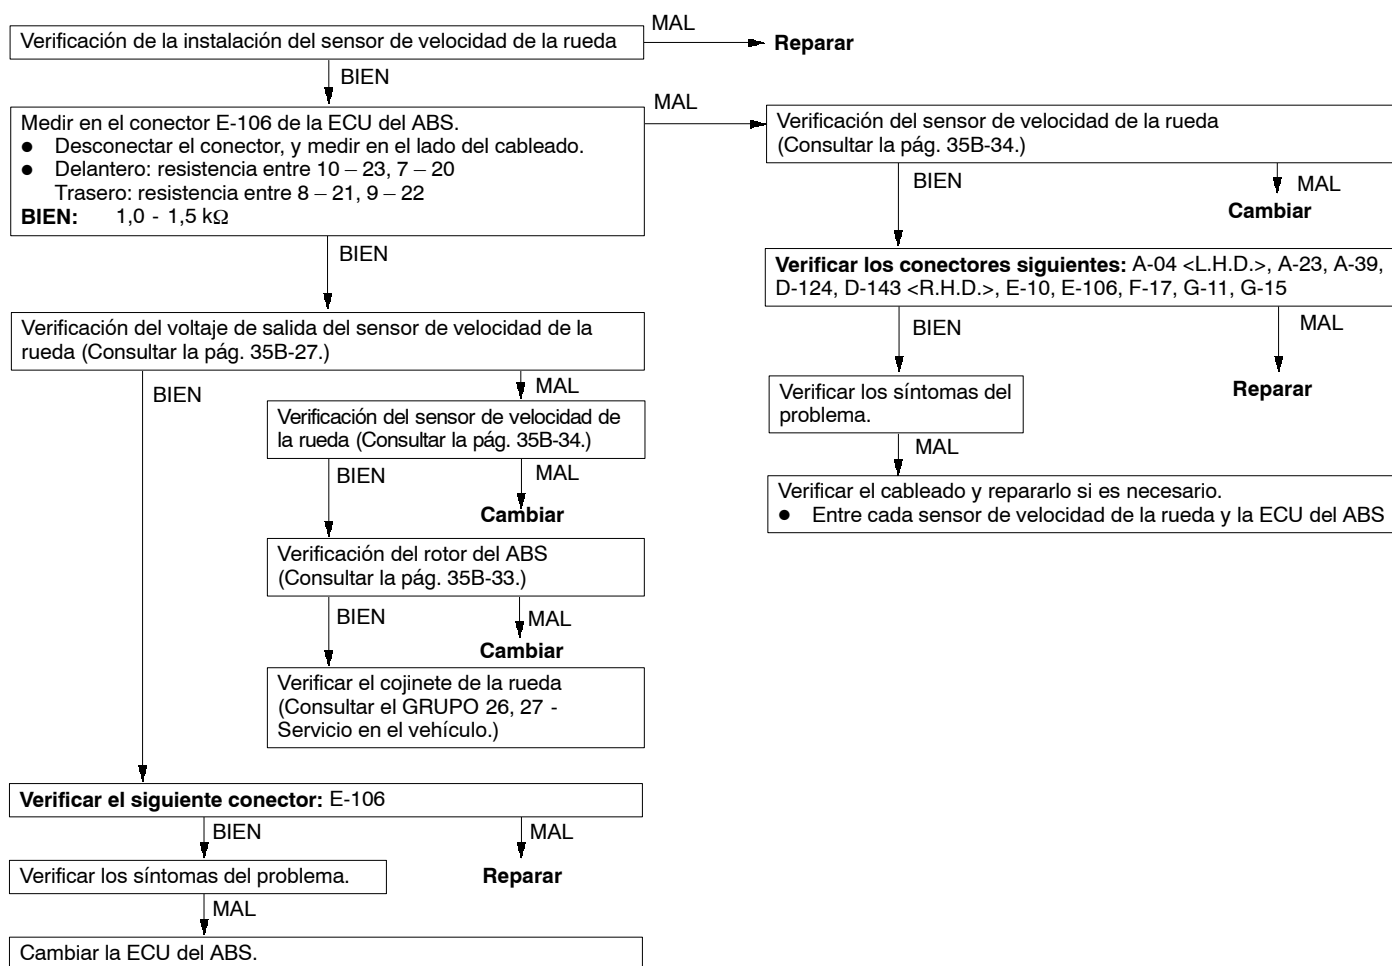 Verificación de la instalación del sensor de velocidad de la rueda
MAL
Reparar
BIEN
Medir en el conector E-106 de la ECU del ABS.
● Desconectar el conector, y medir en el lado del cableado.
● Delantero: resistencia entre 10 – 23, 7 – 20
Trasero: resistencia entre 8 – 21, 9 – 22
BIEN: 1,0 - 1,5 kΩ
MAL
Verificación del sensor de velocidad de la rueda
(Consultar la pág. 35B-34.)
BIEN
MAL
Cambiar
Verificar los conectores siguientes: A-04 <L.H.D.>, A-23, A-39,
D-124, D-143 <R.H.D.>, E-10, E-106, F-17, G-11, G-15
BIEN
MAL
Reparar
Verificar los síntomas del
problema.
MAL
Verificar el cableado y repararlo si es necesario.
● Entre cada sensor de velocidad de la rueda y la ECU del ABS
BIEN
Verificación del voltaje de salida del sensor de velocidad de la
rueda (Consultar la pág. 35B-27.)
BIEN
MAL
Verificación del sensor de velocidad de
la rueda (Consultar la pág. 35B-34.)
BIEN
MAL
Cambiar
Verificación del rotor del ABS
(Consultar la pág. 35B-33.)
BIEN
MAL
Cambiar
Verificar el cojinete de la rueda
(Consultar el GRUPO 26, 27 -
Servicio en el vehículo.)
Verificar el siguiente conector: E-106
BIEN
MAL
Verificar los síntomas del problema.
Reparar
MAL
Cambiar la ECU del ABS.